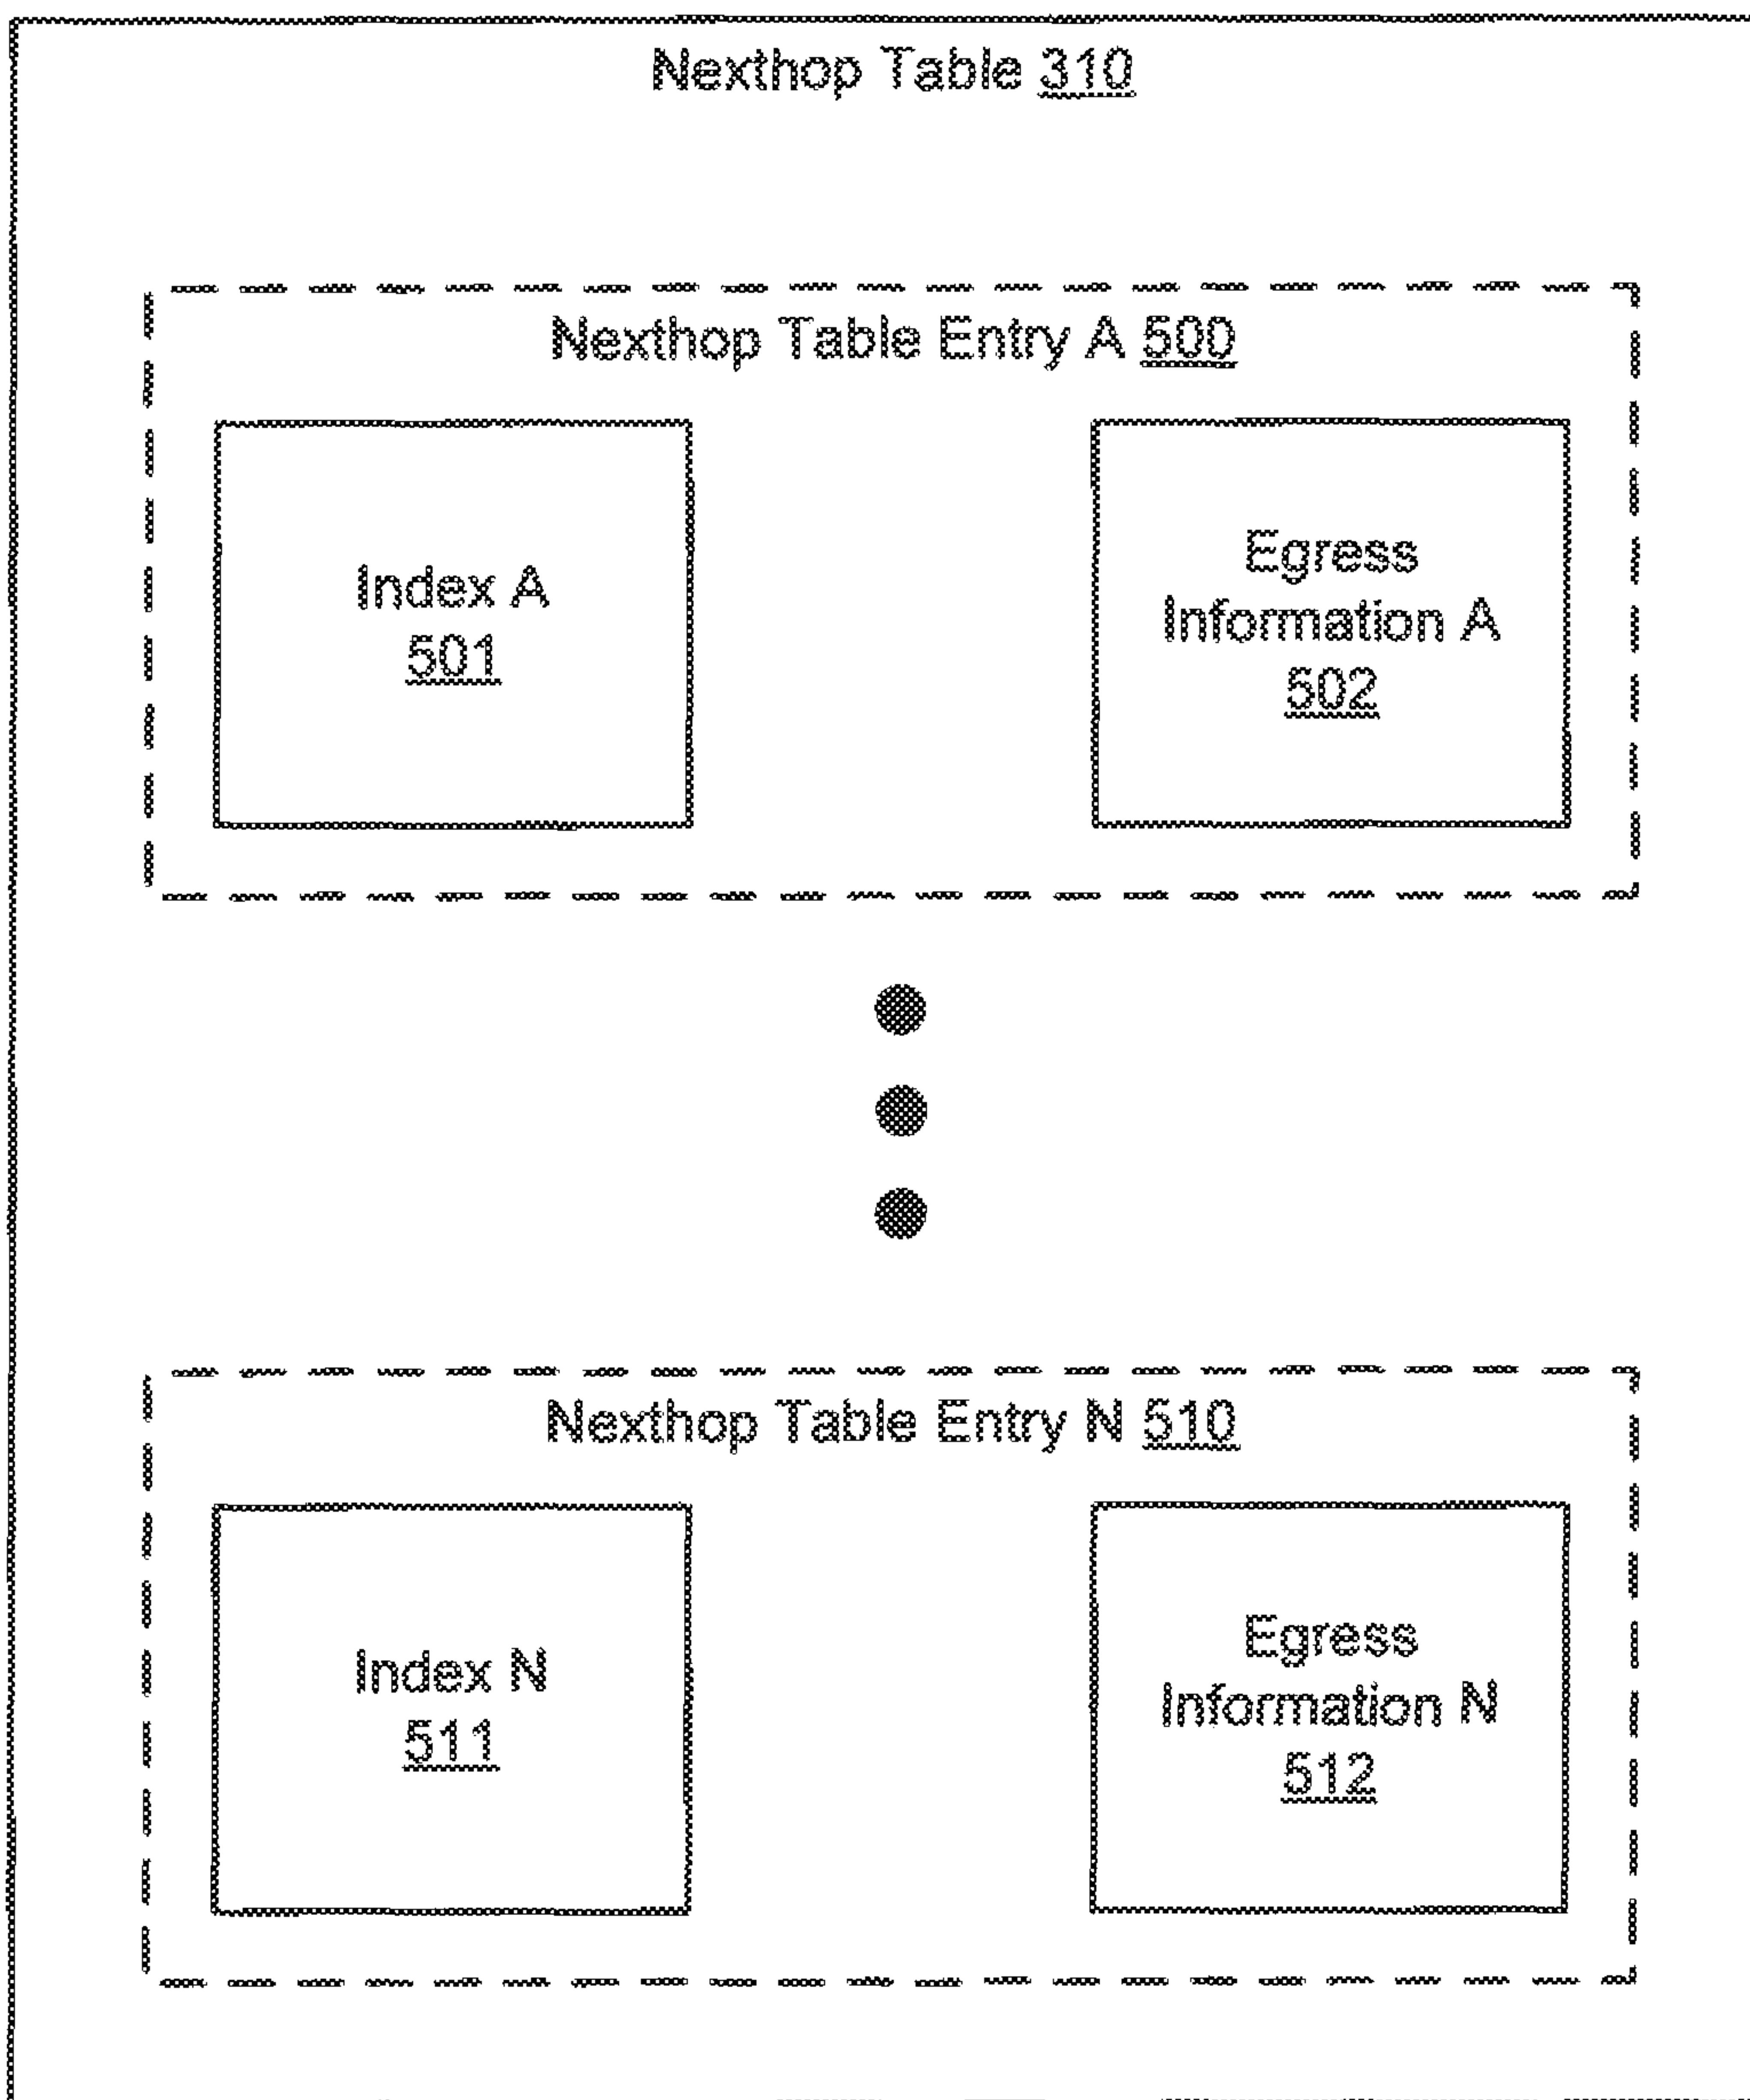 Nexthop Table 310
Nexthop Table Entry A 500
Index A
501
Egress
Information A
502
Nexthop Table Entry N 510
Index N
511
Egress
Information N
512